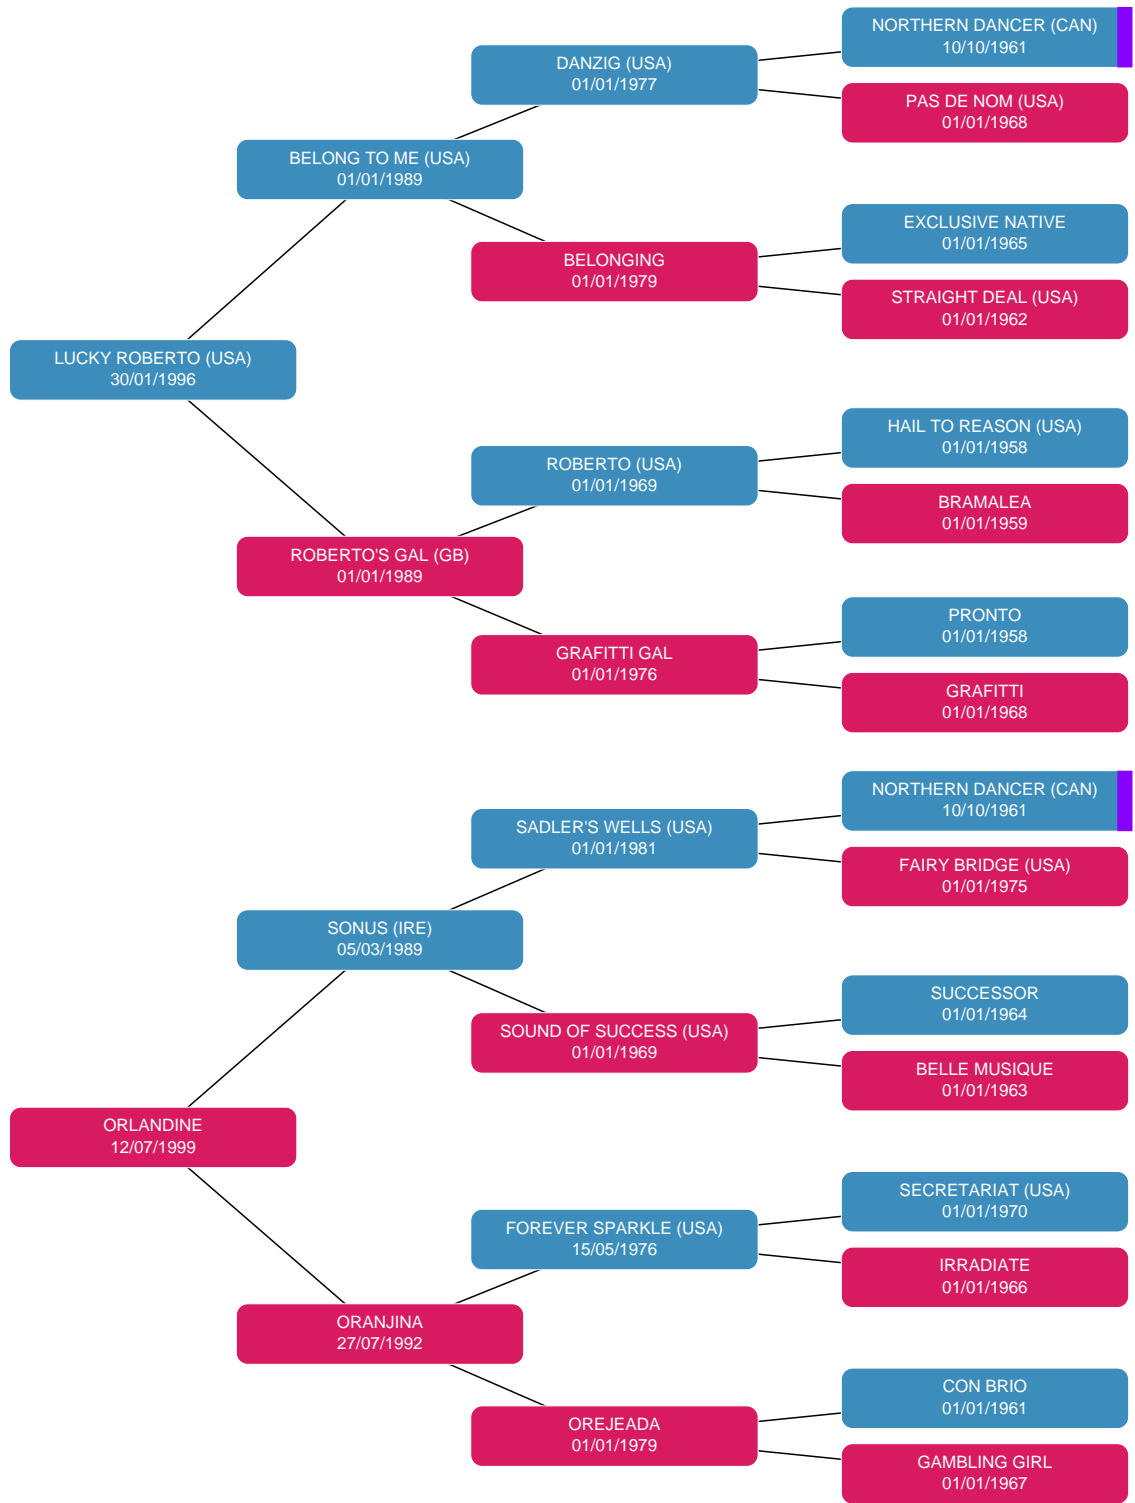 NORTHERN DANCER (CAN)
10/10/1961
DANZIG (USA)
01/01/1977
PAS DE NOM (USA)
01/01/1968
BELONG TO ME (USA)
01/01/1989
EXCLUSIVE NATIVE
01/01/1965
BELONGING
01/01/1979
STRAIGHT DEAL (USA)
01/01/1962
LUCKY ROBERTO (USA)
30/01/1996
HAIL TO REASON (USA)
01/01/1958
ROBERTO (USA)
01/01/1969
BRAMALEA
01/01/1959
ROBERTO'S GAL (GB)
01/01/1989
PRONTO
01/01/1958
GRAFITTI GAL
01/01/1976
GRAFITTI
01/01/1968
NORTHERN DANCER (CAN)
10/10/1961
SADLER'S WELLS (USA)
01/01/1981
FAIRY BRIDGE (USA)
01/01/1975
SONUS (IRE)
05/03/1989
SUCCESSOR
01/01/1964
SOUND OF SUCCESS (USA)
01/01/1969
BELLE MUSIQUE
01/01/1963
ORLANDINE
12/07/1999
SECRETARIAT (USA)
01/01/1970
FOREVER SPARKLE (USA)
15/05/1976
IRRADIATE
01/01/1966
ORANJINA
27/07/1992
CON BRIO
01/01/1961
OREJEADA
01/01/1979
GAMBLING GIRL
01/01/1967